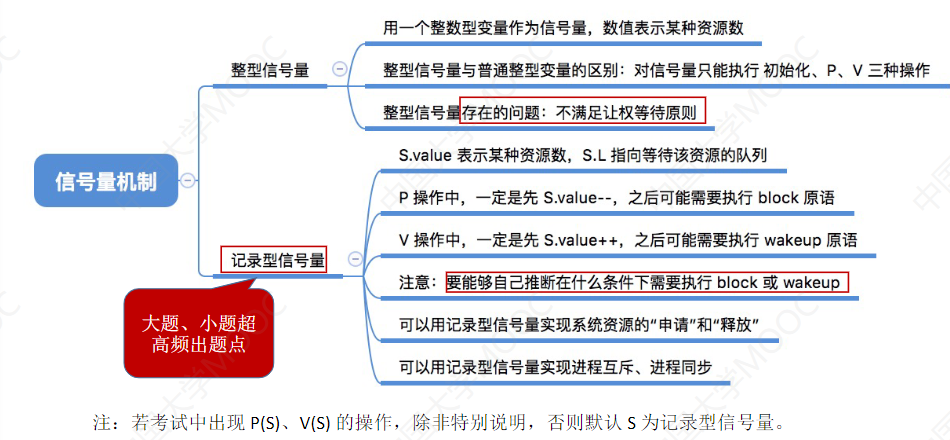 用一个整数型变量作为信号量，数值表示某种资源数
整型信号量
整型信号量与普通整型变量的区别：对信号量只能执行 初始化、P、V 三种操作
整型信号量存在的问题：不满足让权等待原则
信号量机制
S.value 表示某种资源数，S.L 指向等待该资源的队列
P 操作中，一定是先 S.value--，之后可能需要执行 block 原语
V 操作中，一定是先 S.value++，之后可能需要执行 wakeup 原语
记录型信号量
注意：要能够自己推断在什么条件下需要执行 block 或 wakeup
可以用记录型信号量实现系统资源的“申请”和“释放”
可以用记录型信号量实现进程互斥、进程同步
大题、小题超
高频出题点
注：若考试中出现 P(S)、V(S) 的操作，除非特别说明，否则默认 S 为记录型信号量。